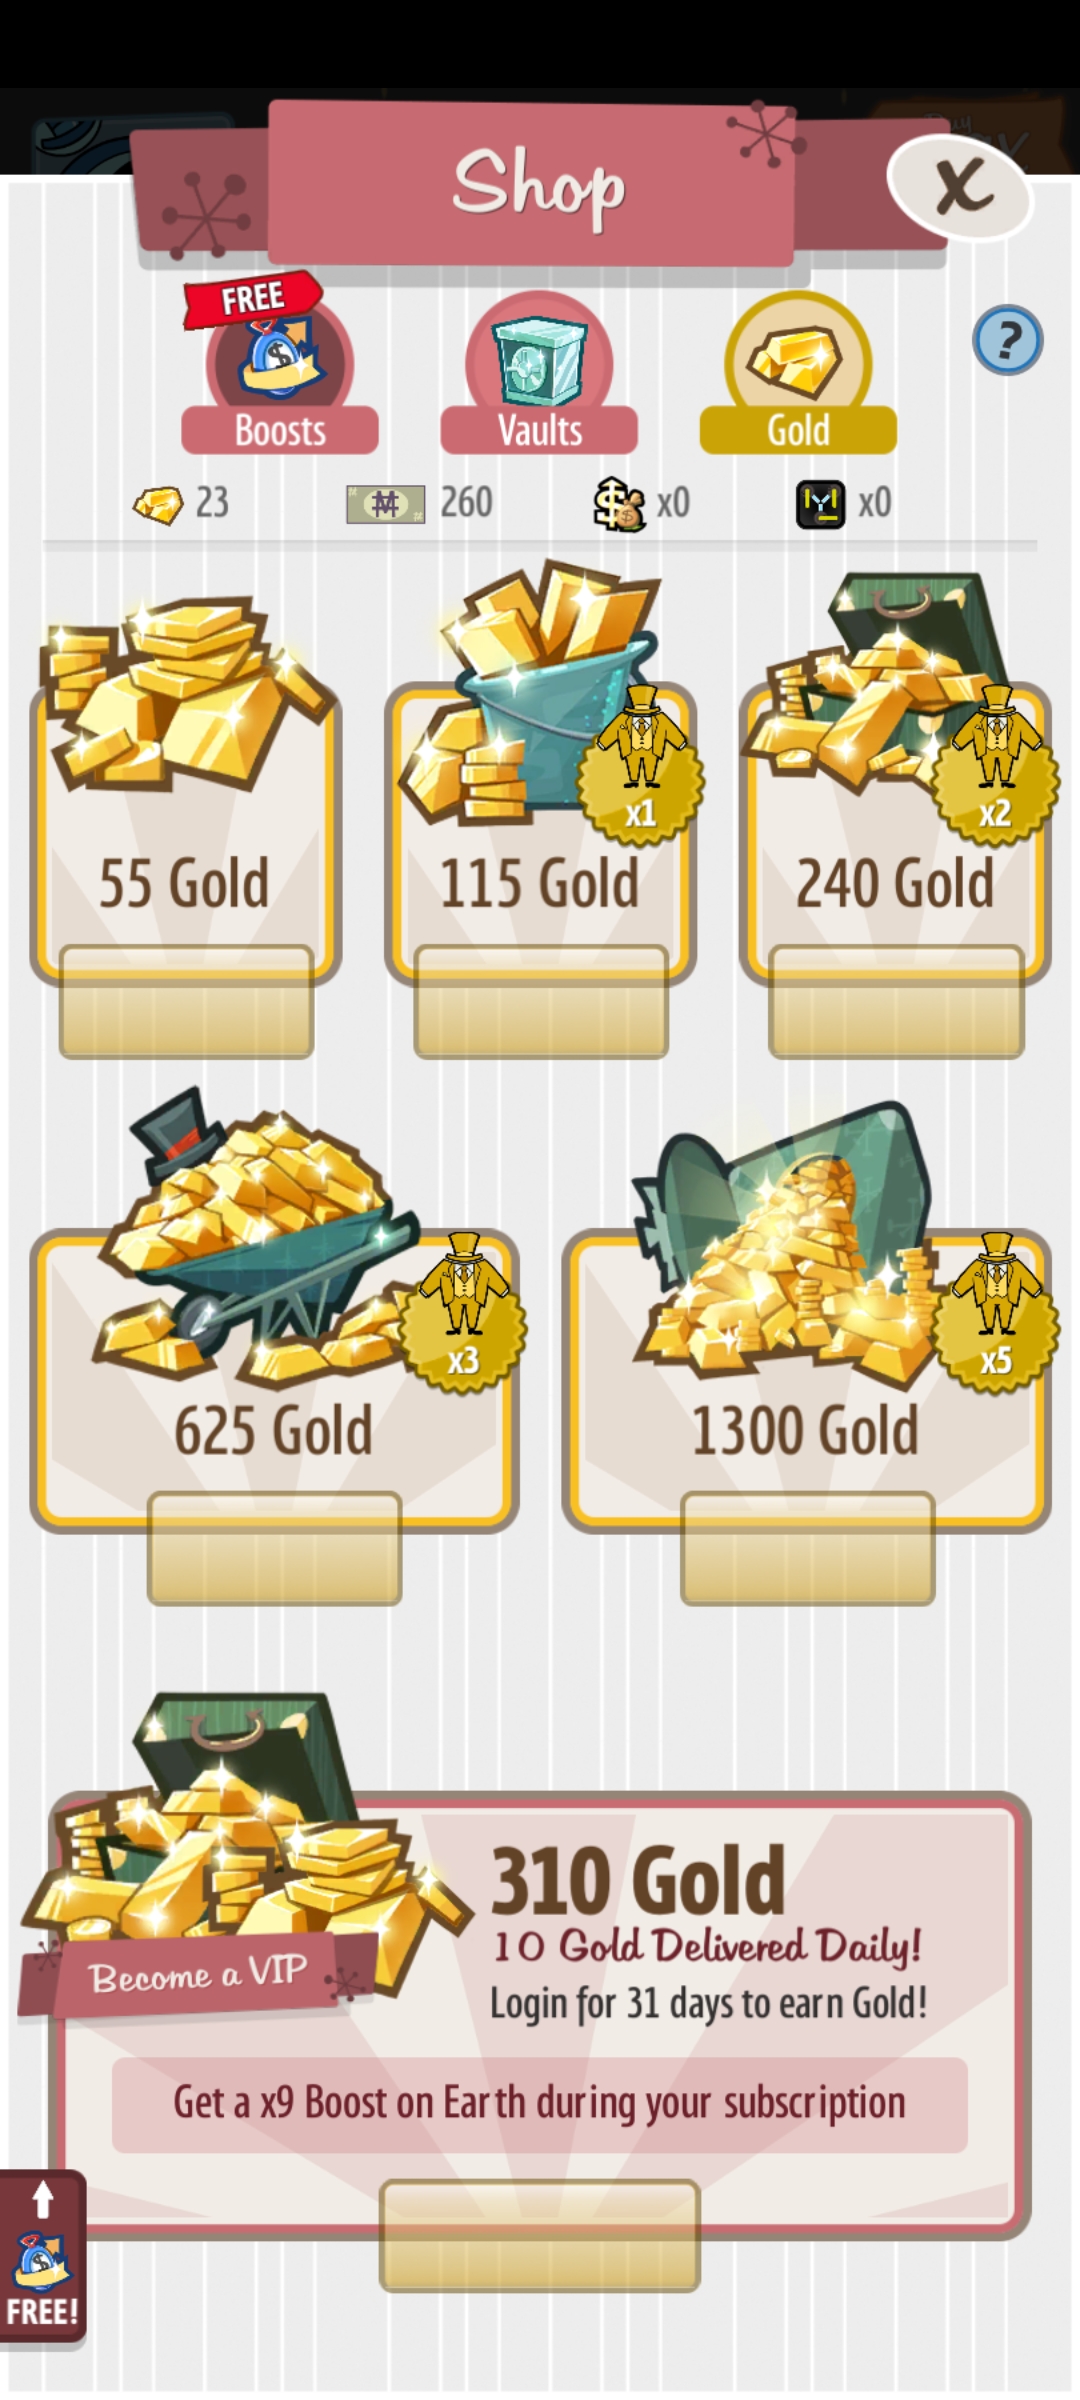 Shop
X
FREE
Boosts
Vaults
Gold
?
23
260
x0
x0
x1
x2
55 Gold
115 Gold
240 Gold
x3
x5
625 Gold
1300 Gold
310 Gold
10 Gold Delivered Daily!
Become a VIP
Login for 31 days to earn Gold!
Get a x9 Boost on Earth during your subscription
FREE!